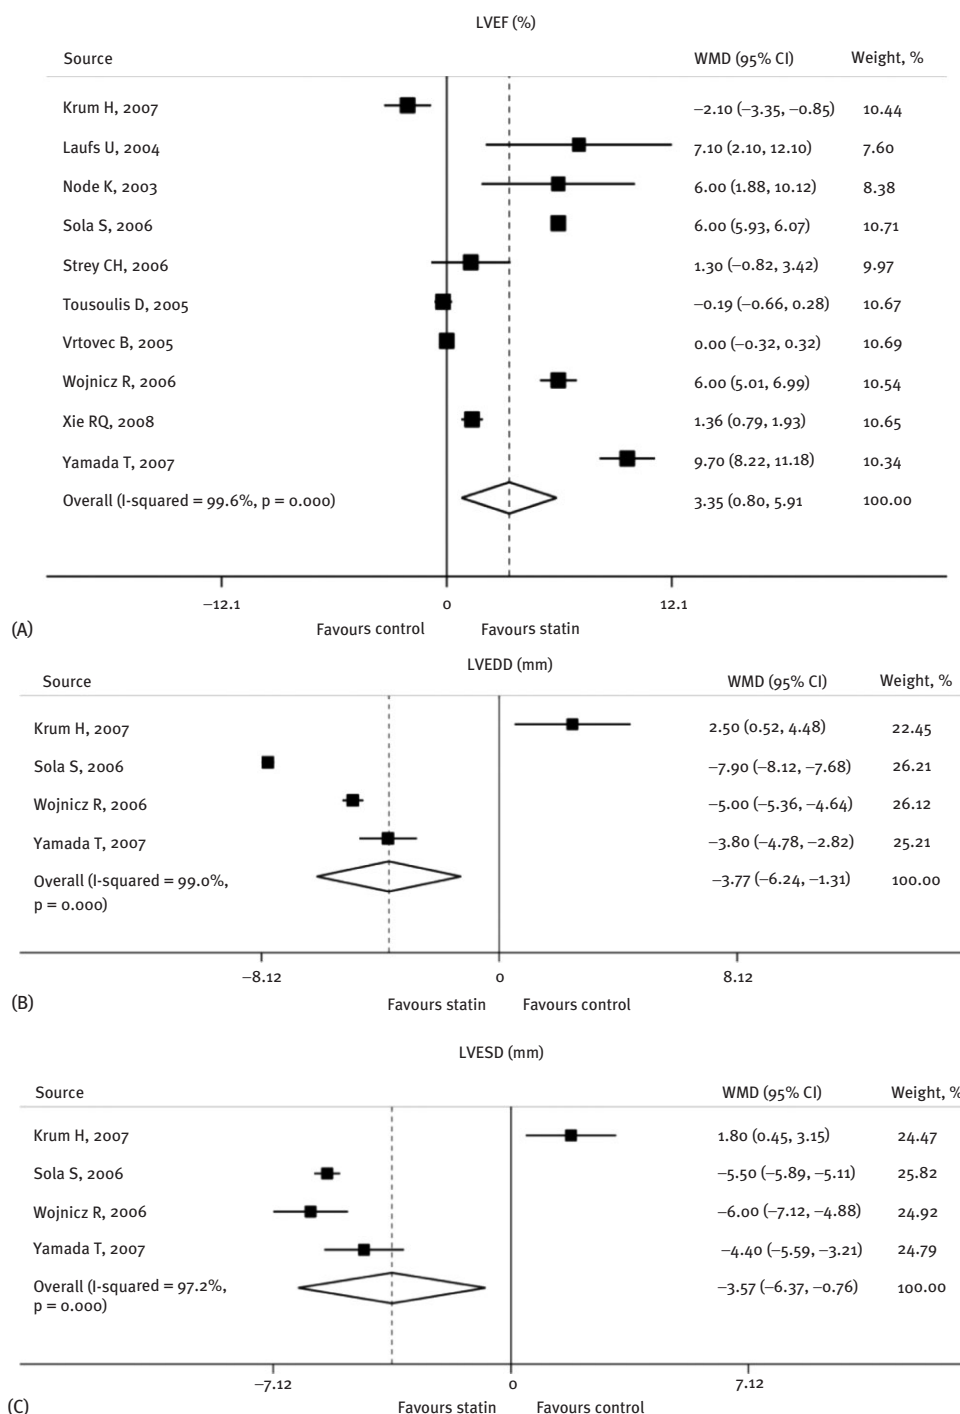 LVEF (%)
Source WMD (95% CI) Weight, %
Krum H, 2007 −2.10 (−3.35, −0.85) 10.44
Laufs U, 2004 7.10 (2.10, 12.10) 7.60
Node K, 2003 6.00 (1.88, 10.12) 8.38
Sola S, 2006 6.00 (5.93, 6.07) 10.71
Strey CH, 2006 1.30 (−0.82, 3.42) 9.97
Tousoulis D, 2005 −0.19 (−0.66, 0.28) 10.67
Vrtovec B, 2005 0.00 (−0.32, 0.32) 10.69
Wojnicz R, 2006 6.00 (5.01, 6.99) 10.54
Xie RQ, 2008 1.36 (0.79, 1.93) 10.65
Yamada T, 2007 9.70 (8.22, 11.18) 10.34
Overall (I-squared = 99.6%, p = 0.000) 3.35 (0.80, 5.91 100.00
−12.1 0 12.1
(A) Favours control Favours statin
LVEDD (mm)
Source WMD (95% CI) Weight, %
Krum H, 2007 2.50 (0.52, 4.48) 22.45
Sola S, 2006 −7.90 (−8.12, −7.68) 26.21
Wojnicz R, 2006 −5.00 (−5.36, −4.64) 26.12
Yamada T, 2007 −3.80 (−4.78, −2.82) 25.21
Overall (I-squared = 99.0%, −3.77 (−6.24, −1.31) 100.00
p = 0.000)
−8.12 0 8.12
(B) Favours statin Favours control
LVESD (mm)
Source WMD (95% CI) Weight, %
Krum H, 2007 1.80 (0.45, 3.15) 24.47
Sola S, 2006 −5.50 (−5.89, −5.11) 25.82
Wojnicz R, 2006 −6.00 (−7.12, −4.88) 24.92
Yamada T, 2007 −4.40 (−5.59, −3.21) 24.79
Overall (I-squared = 97.2%, −3.57 (−6.37, −0.76) 100.00
p = 0.000)
−7.12 0 7.12
(C) Favours statin Favours control